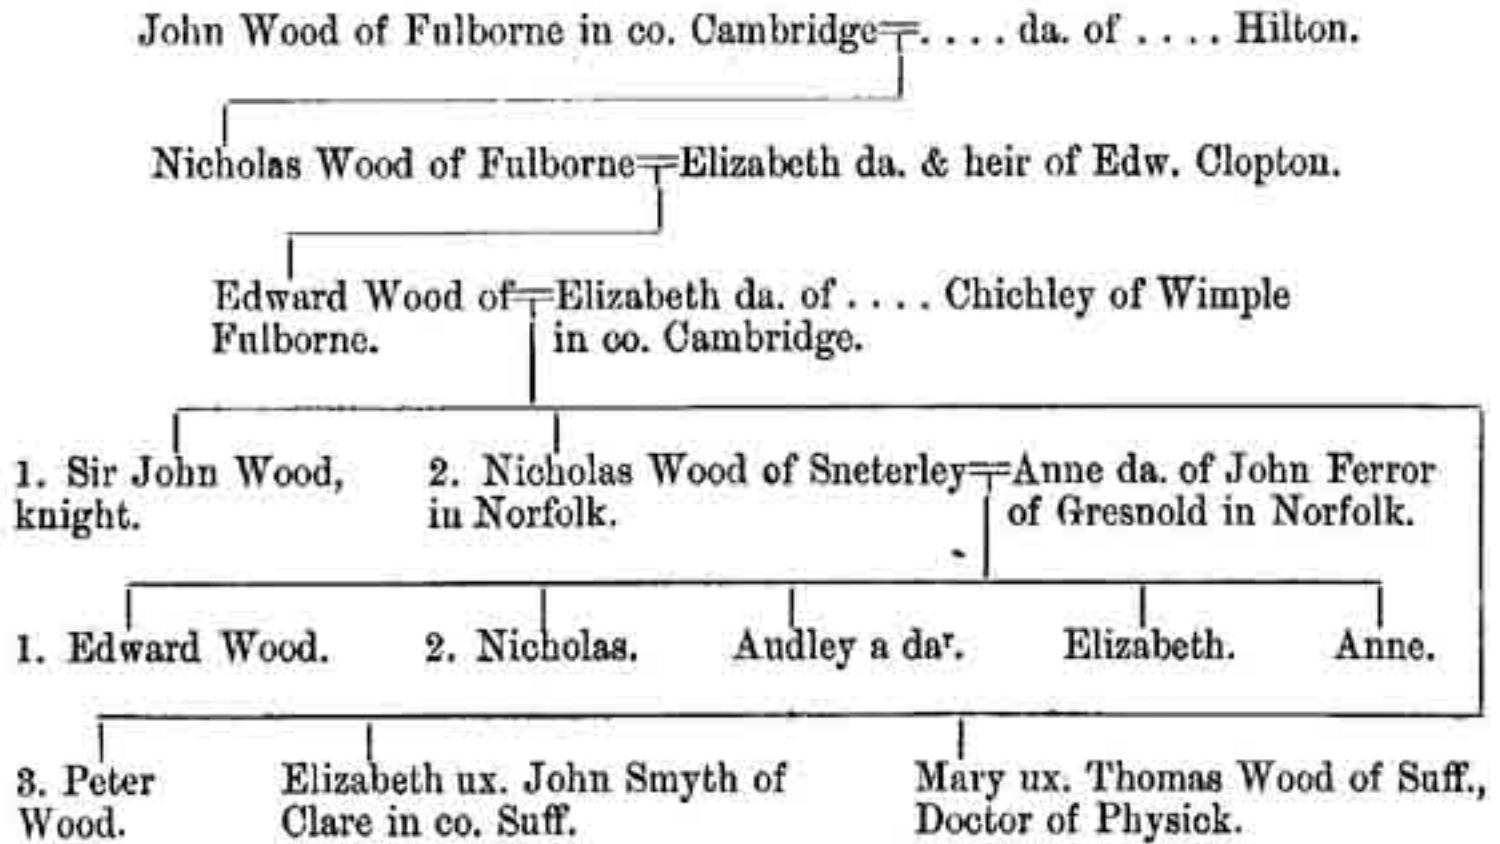 John Wood of Fulborne in co. Cambridge=. . . . da. of . . . . Hilton.
Nicholas Wood of Fulborne=Elizabeth da. & heir of Edw. Clopton.
Edward Wood of=Elizabeth da. of . . . . Chichley of Wimple
Fulborne. in co. Cambridge.
1. Sir John Wood, 2. Nicholas Wood of Sneterley=Anne da. of John Ferror
knight. in Norfolk. of Gresnold in Norfolk.
1. Edward Wood. 2. Nicholas. Audley a daʳ. Elizabeth. Anne.
3. Peter Elizabeth ux. John Smyth of Mary ux. Thomas Wood of Suff.,
Wood. Clare in co. Suff. Doctor of Physick.